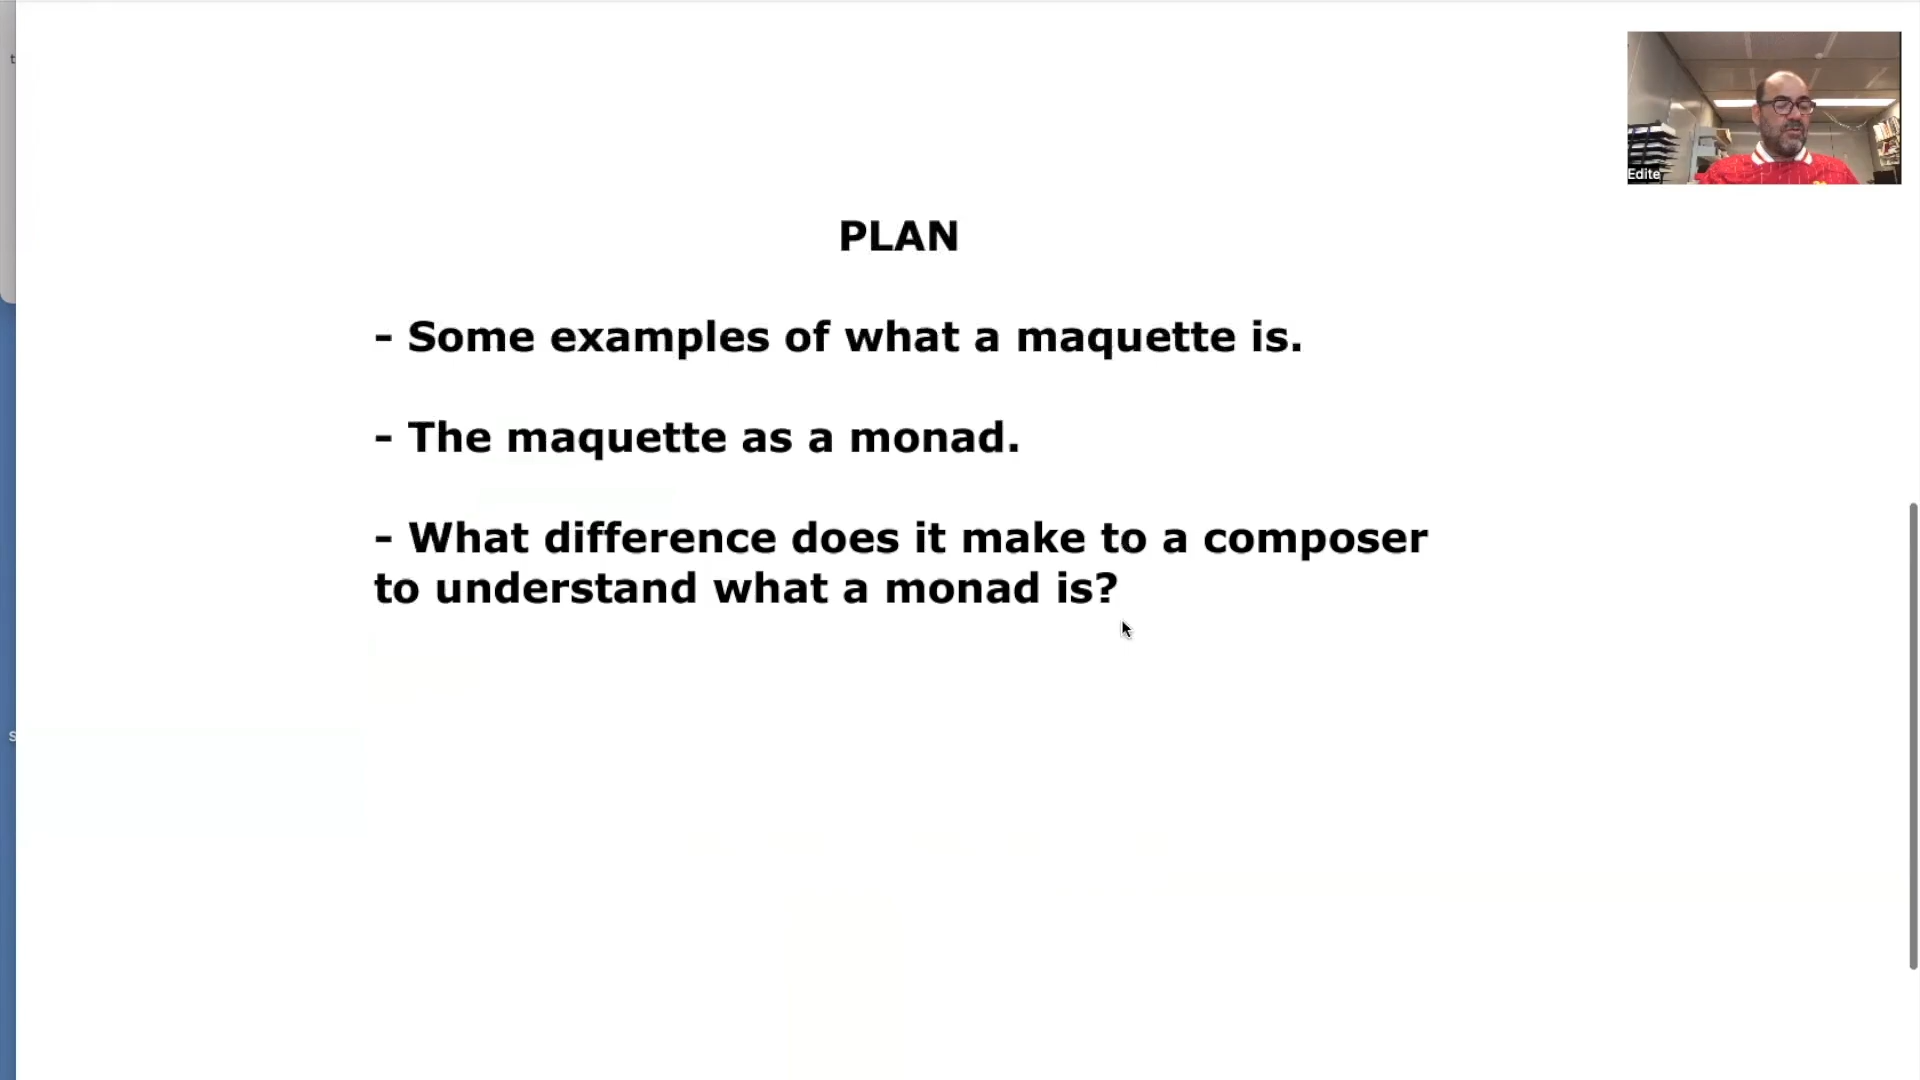 Edite
PLAN
- Some examples of what a maquette is.
- The maquette as a monad.
- What difference does it make to a composer
to understand what a monad is?